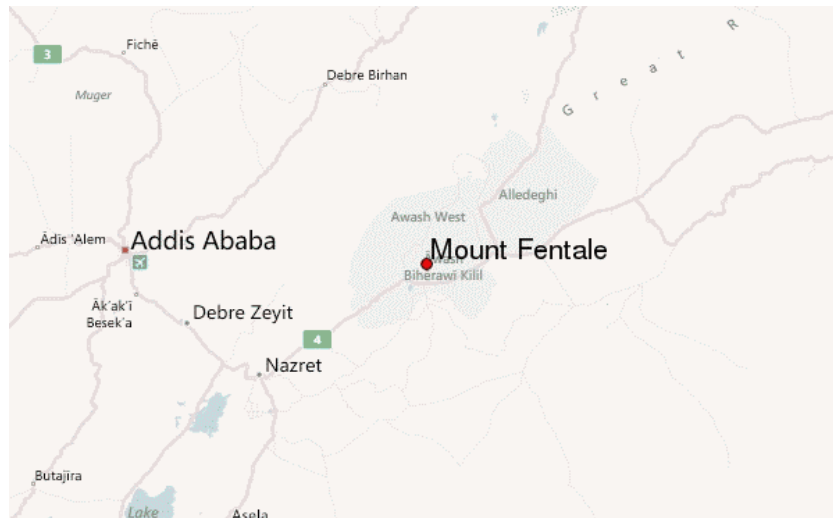 Fichē
3
Muger
Debre Birhan
Great R
Alledeghi
Awash West
Ādīs 'Alem
Addis Ababa
Mount Fentale
Āwash
Biherawī Kilil
Āk'ak'ī
Besek'a
Debre Zeyit
4
Nazret
Butajīra
Lake
Asela